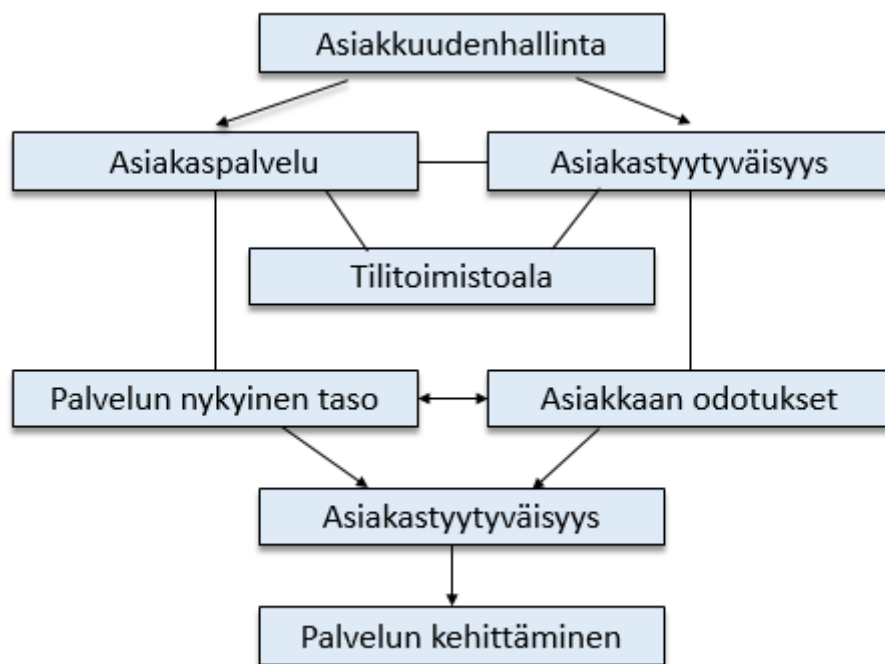 Asiakkuudenhallinta
Asiakaspalvelu
Asiakastyytyväisyys
Tilitoimistoala
Palvelun nykyinen taso
Asiakkaan odotukset
Asiakastyytyväisyys
Palvelun kehittäminen